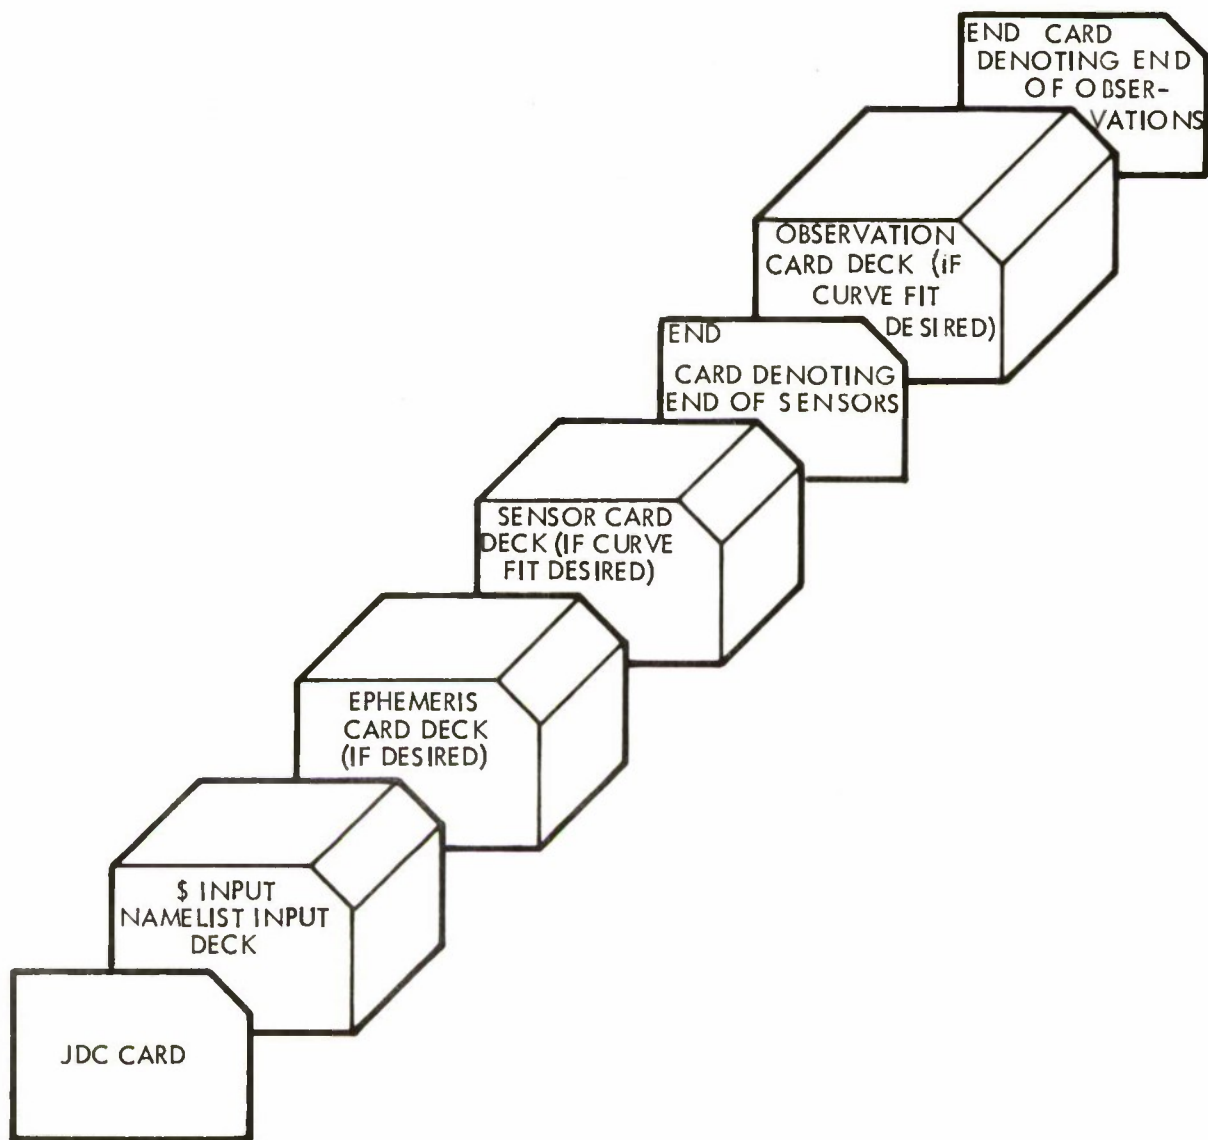 END CARD
DENOTING END
OF OBSER-
VATIONS
OBSERVATION
CARD DECK (IF
CURVE FIT
DESIRED)
END
CARD DENOTING
END OF SENSORS
SENSOR CARD
DECK (IF CURVE
FIT DESIRED)
EPHEMERIS
CARD DECK
(IF DESIRED)
$ INPUT
NAMELIST INPUT
DECK
JDC CARD